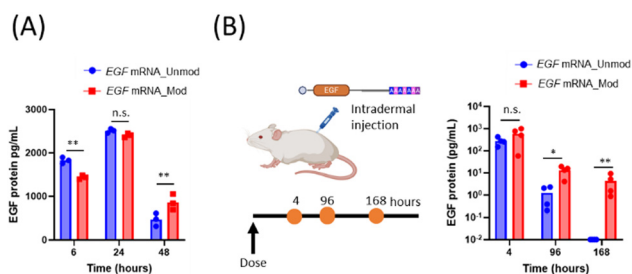 (A)
EGF mRNA_Unmod
EGF mRNA_Mod
EGF protein pg/mL
3000
2000
1000
0
**
n.s.
**
6 24 48
Time (hours)
(B)
EGF
A A A A
Intradermal
injection
4 96 168 hours
Dose
EGF mRNA_Unmod
EGF mRNA_Mod
EGF protein (pg/mL)
10⁴
10³
10²
10¹
10⁰
10⁻¹
10⁻²
n.s.
*
**
4 96 168
Time (hours)